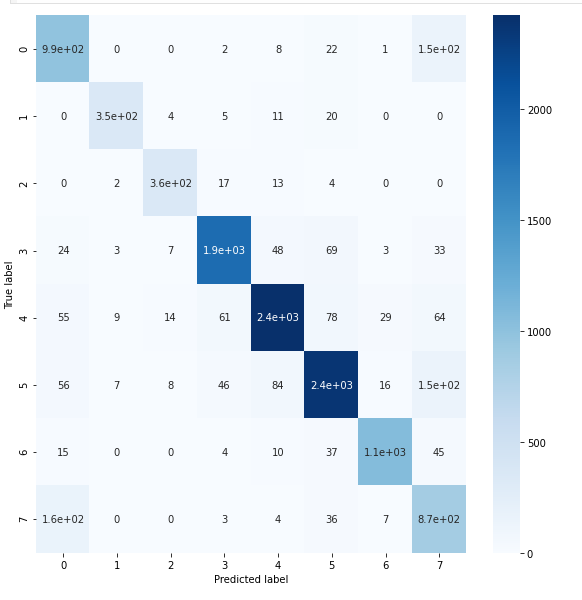 9.9e+02 0 0 2 8 22 1 1.5e+02
0
0 3.5e+02 4 5 11 20 0 0
1
0 2 3.6e+02 17 13 4 0 0
2
24 3 7 1.9e+03 48 69 3 33
3
True label
55 9 14 61 2.4e+03 78 29 64
4
56 7 8 46 84 2.4e+03 16 1.5e+02
5
15 0 0 4 10 37 1.1e+03 45
6
1.6e+02 0 0 3 4 36 7 8.7e+02
7
0 1 2 3 4 5 6 7
Predicted label
2000
1500
1000
500
0